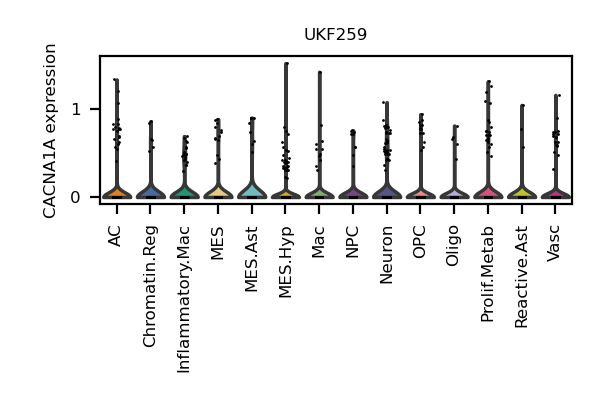 UKF259
CACNA1A expression
1
0
AC
Chromatin.Reg
Inflammatory.Mac
MES
MES.Ast
MES.Hyp
Mac
NPC
Neuron
OPC
Oligo
Prolif.Metab
Reactive.Ast
Vasc